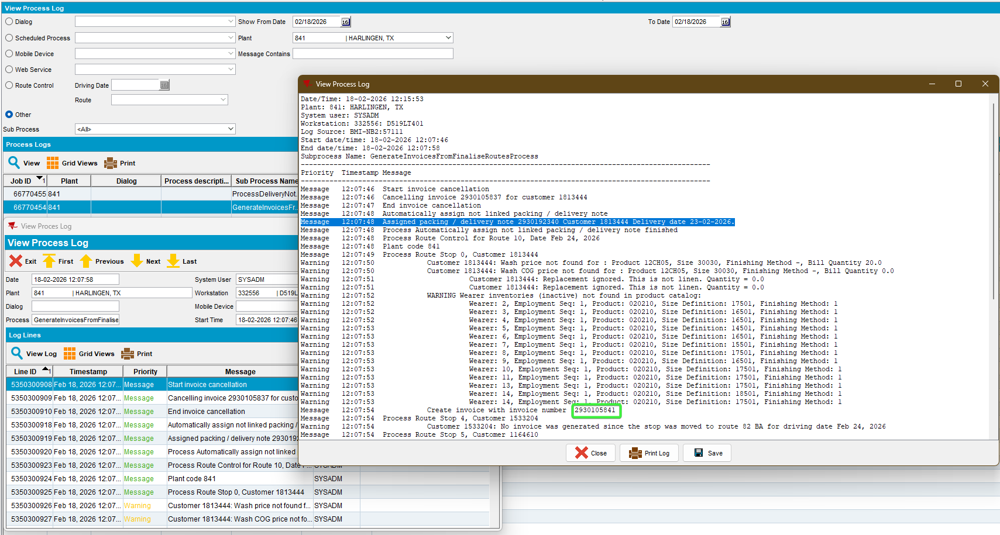 View Process Log
Dialog
Show From Date 02/18/2026 16
To Date 02/18/2026 16
Scheduled Process
Plant 841 | HARLINGEN, TX
Mobile Device
Message Contains
Web Service
Route Control Driving Date 16
Route
Other
Sub Process <All>
Process Logs
View Grid Views Print
Job ID 1 Plant Dialog Process descripti... Sub Process Name
66770455 841 ProcessDeliveryNot...
66770454 841 GenerateInvoicesFr...
View Proces Log
View Process Log
Exit First Previous Next Last
Date 18-02-2026 12:07:58 System User SYSADM
Plant 841 | HARLINGEN, TX Workstation 332556 | D519L
Dialog Mobile Device
Process GenerateInvoicesFromFinalise Start Time 18-02-2026 12:07:46
Log Lines
View Log Grid Views Print
Line ID 1 Timestamp Priority Message
5350300908 Feb 18, 2026 12:07... Message Start invoice cancellation
5350300909 Feb 18, 2026 12:07... Message Cancelling invoice 2930105837 for custo
5350300910 Feb 18, 2026 12:07... Message End invoice cancellation
5350300918 Feb 18, 2026 12:07... Message Automatically assign not linked packing /
5350300919 Feb 18, 2026 12:07... Message Assigned packing / delivery note 293019
5350300920 Feb 18, 2026 12:07... Message Process Automatically assign not linked
5350300923 Feb 18, 2026 12:07... Message Process Route Control for Route 10, Date F... SYSADM
5350300924 Feb 18, 2026 12:07... Message Plant code 841 SYSADM
5350300925 Feb 18, 2026 12:07... Message Process Route Stop 0, Customer 1813444 SYSADM
5350300926 Feb 18, 2026 12:07... Warning Customer 1813444: Wash price not found f... SYSADM
5350300927 Feb 18, 2026 12:07... Warning Customer 1813444: Wash COG price not fo... SYSADM
View Process Log
Date/Time: 18-02-2026 12:15:53
Plant: 841: HARLINGEN, TX
System user: SYSADM
Workstation: 332556: D519LT401
Log Source: BMI-NB2:57111
Start date/time: 18-02-2026 12:07:46
End date/time: 18-02-2026 12:07:58
Subprocess Name: GenerateInvoicesFromFinaliseRoutesProcess
Priority Timestamp Message
Message 12:07:46 Start invoice cancellation
Message 12:07:46 Cancelling invoice 2930105837 for customer 1813444
Message 12:07:47 End invoice cancellation
Message 12:07:48 Automatically assign not linked packing / delivery note
Message 12:07:48 Assigned packing / delivery note 2930192340 Customer 1813444 Delivery date 23-02-2026.
Message 12:07:48 Process Automatically assign not linked packing / delivery note finished
Message 12:07:48 Process Route Control for Route 10, Date Feb 24, 2026
Message 12:07:48 Plant code 841
Message 12:07:49 Process Route Stop 0, Customer 1813444
Warning 12:07:50 Customer 1813444: Wash price not found for : Product 12CH05, Size 30030, Finishing Method -, Bill Quantity 20.0
Warning 12:07:50 Customer 1813444: Wash COG price not found for : Product 12CH05, Size 30030, Finishing Method -, Bill Quantity 0.0
Warning 12:07:51 Customer 1813444: Replacement ignored. This is not linen. Quantity = 0.0
Warning 12:07:51 Customer 1813444: Replacement ignored. This is not linen. Quantity = 0.0
Warning 12:07:52 WARNING Wearer inventories (inactive) not found in product catalog:
Warning 12:07:52 Wearer: 2, Employment Seq: 1, Product: 020210, Size Definition: 17501, Finishing Method: 1
Warning 12:07:52 Wearer: 3, Employment Seq: 1, Product: 020210, Size Definition: 16501, Finishing Method: 1
Warning 12:07:52 Wearer: 4, Employment Seq: 1, Product: 020210, Size Definition: 16501, Finishing Method: 1
Warning 12:07:53 Wearer: 5, Employment Seq: 1, Product: 020210, Size Definition: 14501, Finishing Method: 1
Warning 12:07:53 Wearer: 6, Employment Seq: 1, Product: 020210, Size Definition: 16501, Finishing Method: 1
Warning 12:07:53 Wearer: 7, Employment Seq: 1, Product: 020210, Size Definition: 15501, Finishing Method: 1
Warning 12:07:53 Wearer: 8, Employment Seq: 1, Product: 020210, Size Definition: 17501, Finishing Method: 1
Warning 12:07:53 Wearer: 9, Employment Seq: 1, Product: 020210, Size Definition: 16501, Finishing Method: 1
Warning 12:07:53 Wearer: 10, Employment Seq: 1, Product: 020210, Size Definition: 17501, Finishing Method: 1
Warning 12:07:53 Wearer: 11, Employment Seq: 1, Product: 020210, Size Definition: 17501, Finishing Method: 1
Warning 12:07:53 Wearer: 13, Employment Seq: 1, Product: 020210, Size Definition: 17501, Finishing Method: 1
Warning 12:07:53 Wearer: 14, Employment Seq: 1, Product: 020210, Size Definition: 18501, Finishing Method: 1
Warning 12:07:53 Wearer: 14, Employment Seq: 1, Product: 020210, Size Definition: 17501, Finishing Method: 1
Message 12:07:54 Create invoice with invoice number 2930105841
Message 12:07:54 Process Route Stop 4, Customer 1533204
Warning 12:07:54 Customer 1533204: No invoice was generated since the stop was moved to route 82 BA for driving date Feb 24, 2026
Message 12:07:54 Process Route Stop 5, Customer 1164610
Close Print Log Save